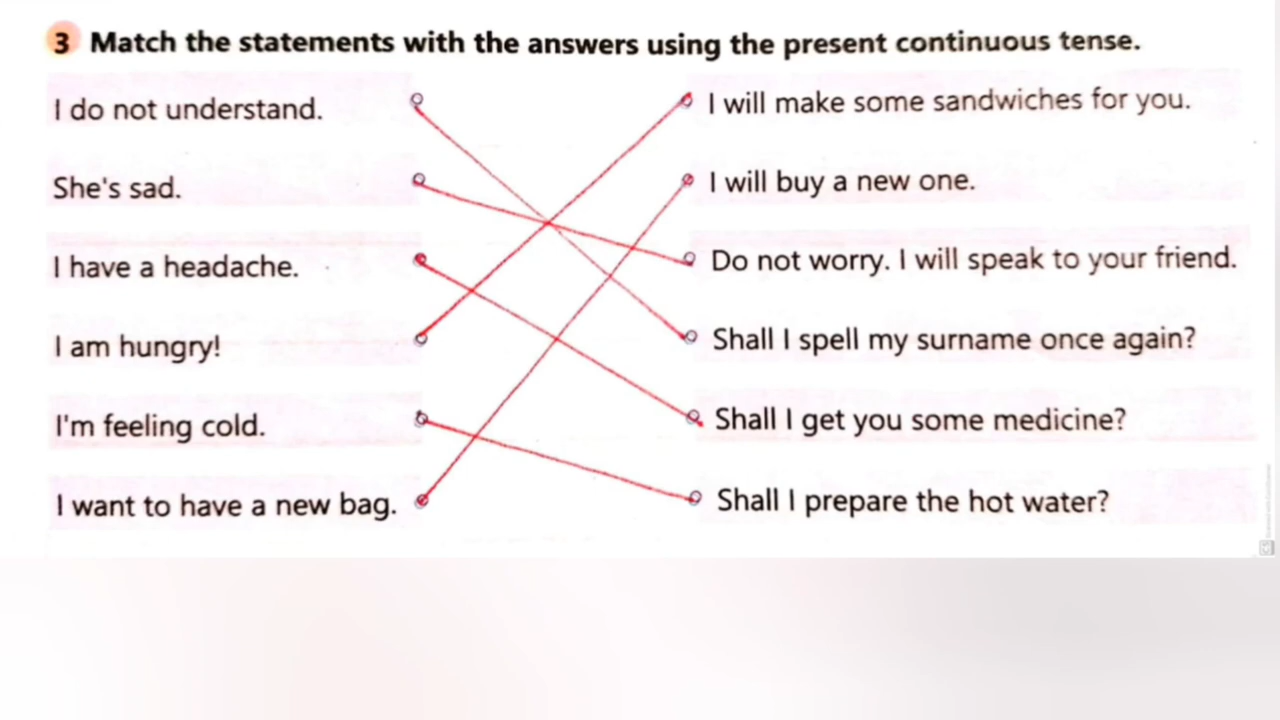 3 Match the statements with the answers using the present continuous tense.
I do not understand.
She's sad.
I have a headache.
I am hungry!
I'm feeling cold.
I want to have a new bag.
I will make some sandwiches for you.
I will buy a new one.
Do not worry. I will speak to your friend.
Shall I spell my surname once again?
Shall I get you some medicine?
Shall I prepare the hot water?
CS